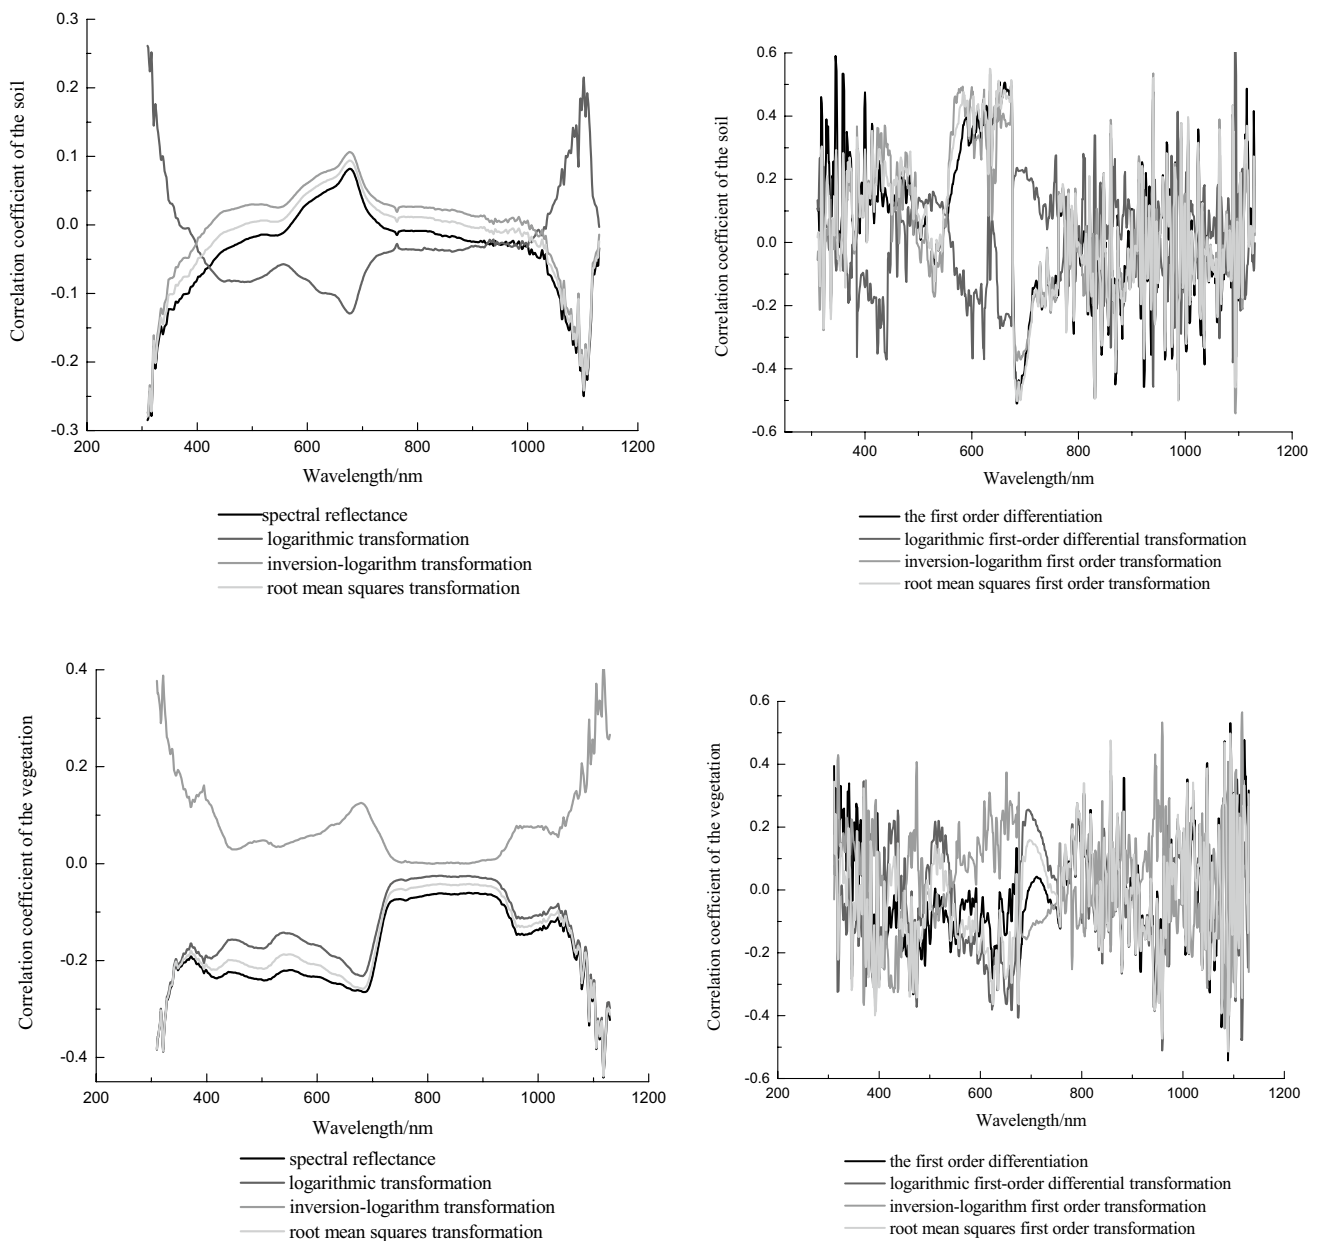 0.3
0.2
0.1
0.0
-0.1
-0.2
-0.3
Correlation coefficient of the soil
200 400 600 800 1000 1200
Wavelength/nm
spectral reflectance
logarithmic transformation
inversion-logarithm transformation
root mean squares transformation
0.6
0.4
0.2
0.0
-0.2
-0.4
-0.6
Correlation coefficient of the soil
400 600 800 1000 1200
Wavelength/nm
the first order differentiation
logarithmic first-order differential transformation
inversion-logarithm first order transformation
root mean squares first order transformation
0.4
0.2
0.0
-0.2
-0.4
Correlation coefficient of the vegetation
200 400 600 800 1000 1200
Wavelength/nm
spectral reflectance
logarithmic transformation
inversion-logarithm transformation
root mean squares transformation
0.6
0.4
0.2
0.0
-0.2
-0.4
-0.6
Correlation coefficient of the vegetation
200 400 600 800 1000 1200
Wavelength/nm
the first order differentiation
logarithmic first-order differential transformation
inversion-logarithm first order transformation
root mean squares first order transformation